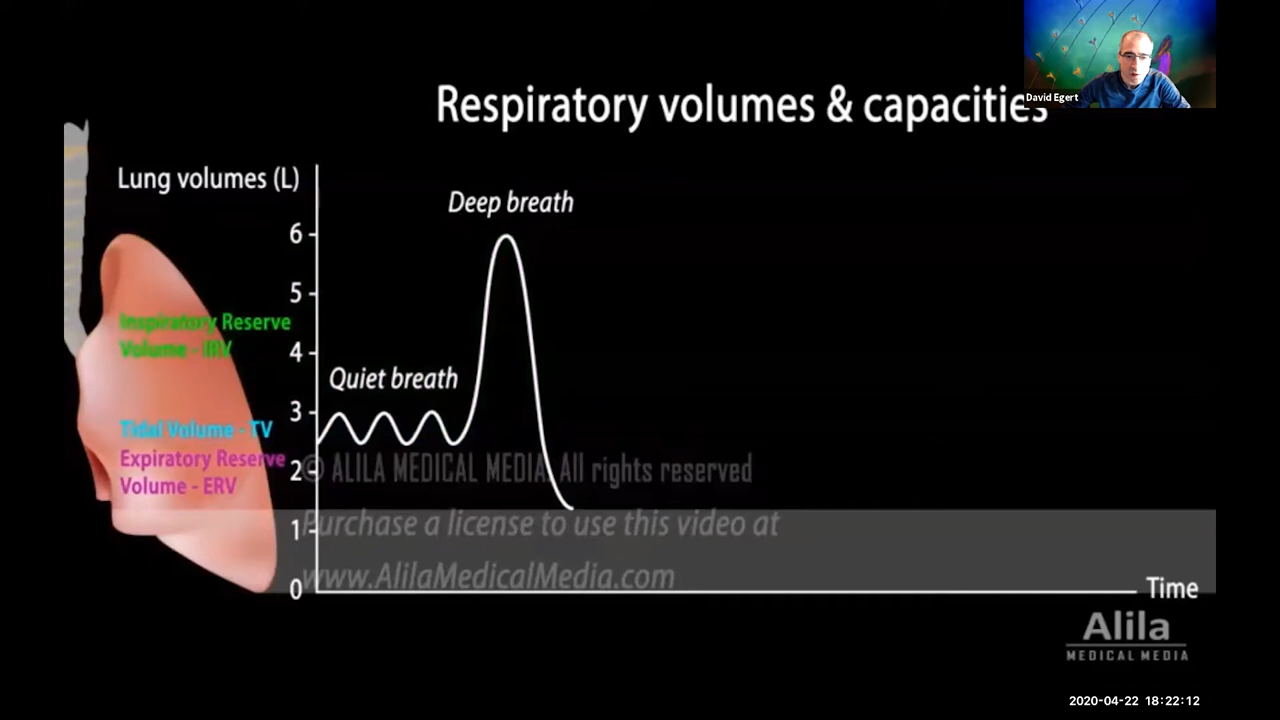 David Egert
Respiratory volumes & capacities
Lung volumes (L)
Deep breath
6
5
Inspiratory Reserve
Volume - IRV
4
Quiet breath
3
Tidal Volume - TV
Expiratory Reserve
Volume - ERV
2
© ALILA MEDICAL MEDIA. All rights reserved
Purchase a license to use this video at
1
www.AlilaMedicalMedia.com
0
Time
Alila
MEDICAL MEDIA
2020-04-22 18:22:12